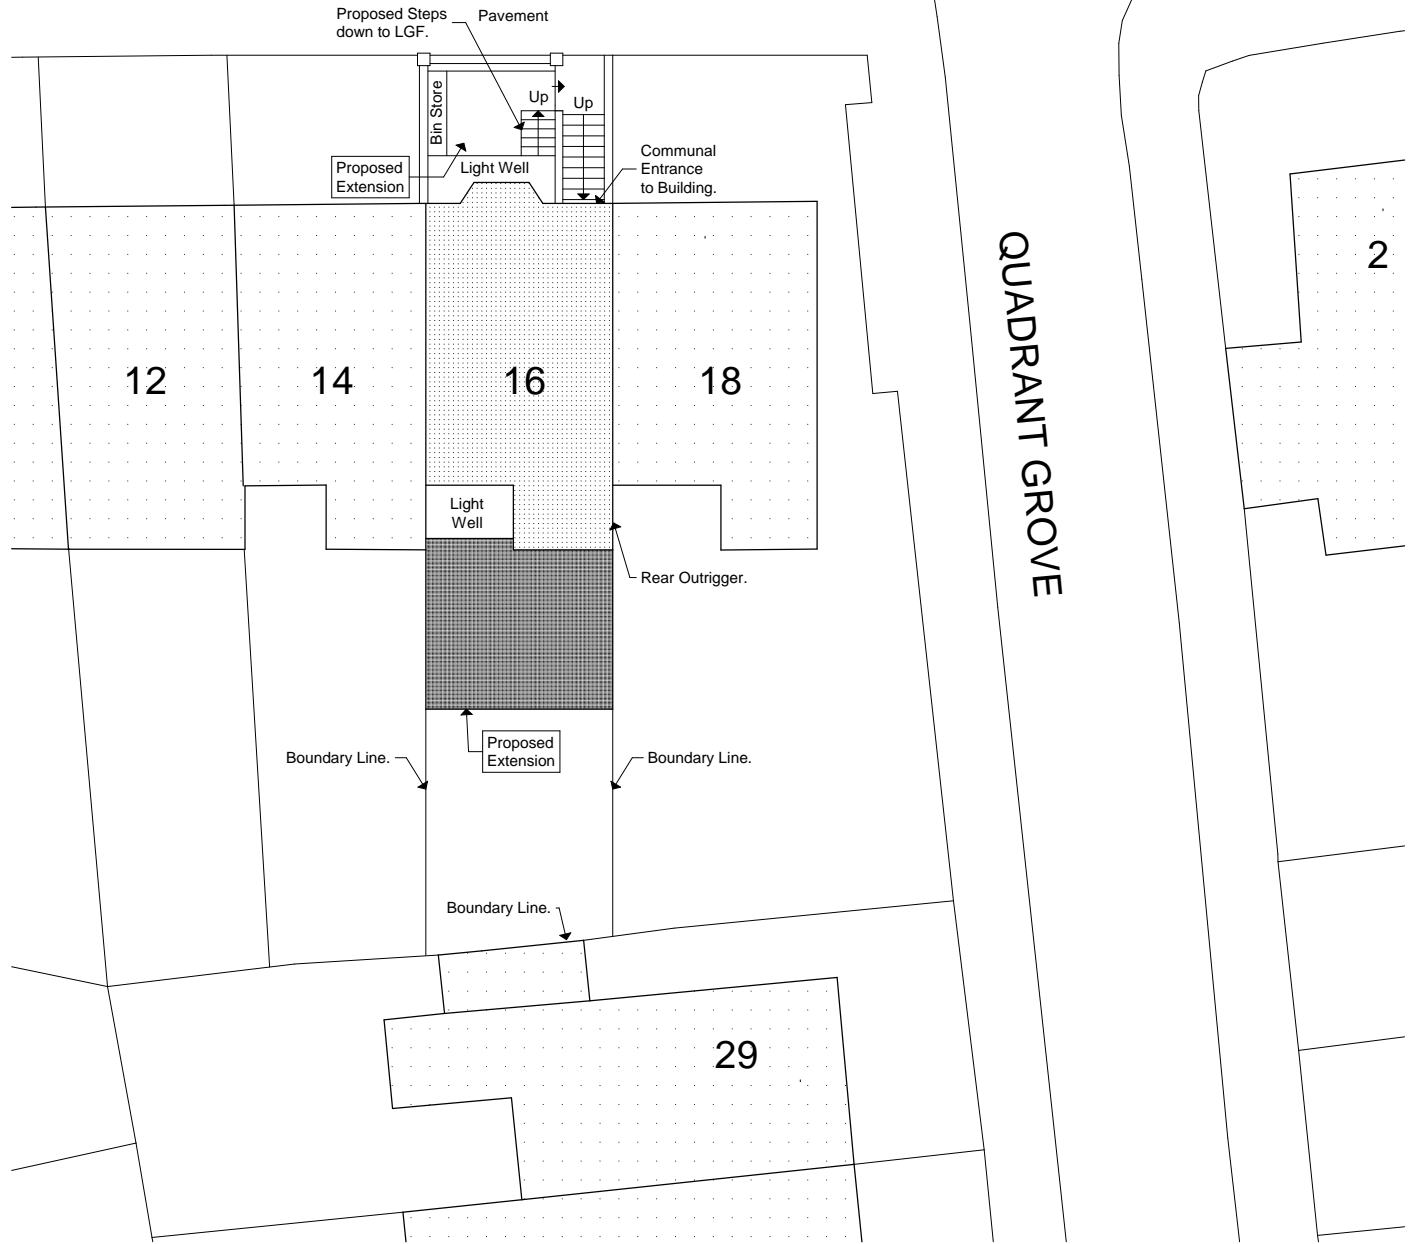 Proposed Steps
down to LGF.
Pavement
Bin Store
Up
Up
Proposed
Extension
Light Well
Communal
Entrance
to Building.
QUADRANT GROVE
2
12
14
16
18
Light
Well
Rear Outrigger.
Proposed
Extension
Boundary Line.
Boundary Line.
Boundary Line.
29